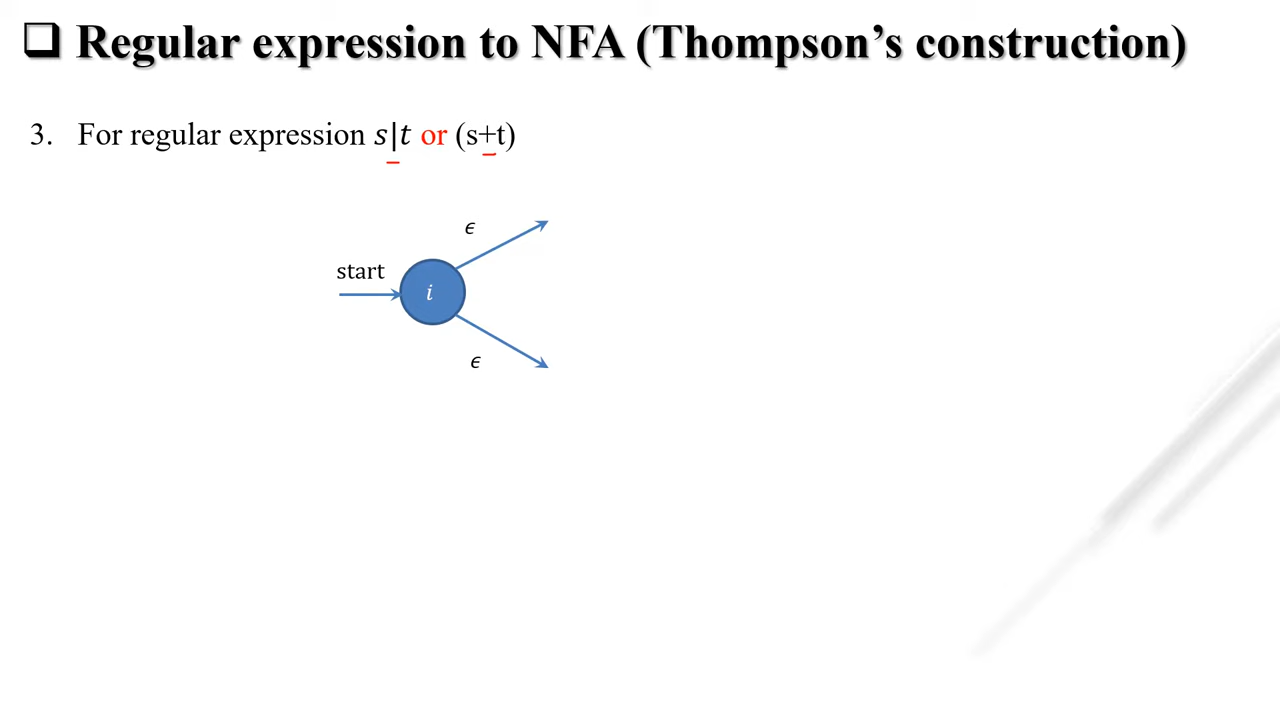 ❑ Regular expression to NFA (Thompson’s construction)
3. For regular expression s|t or (s+t)
ϵ
start
i
ϵ